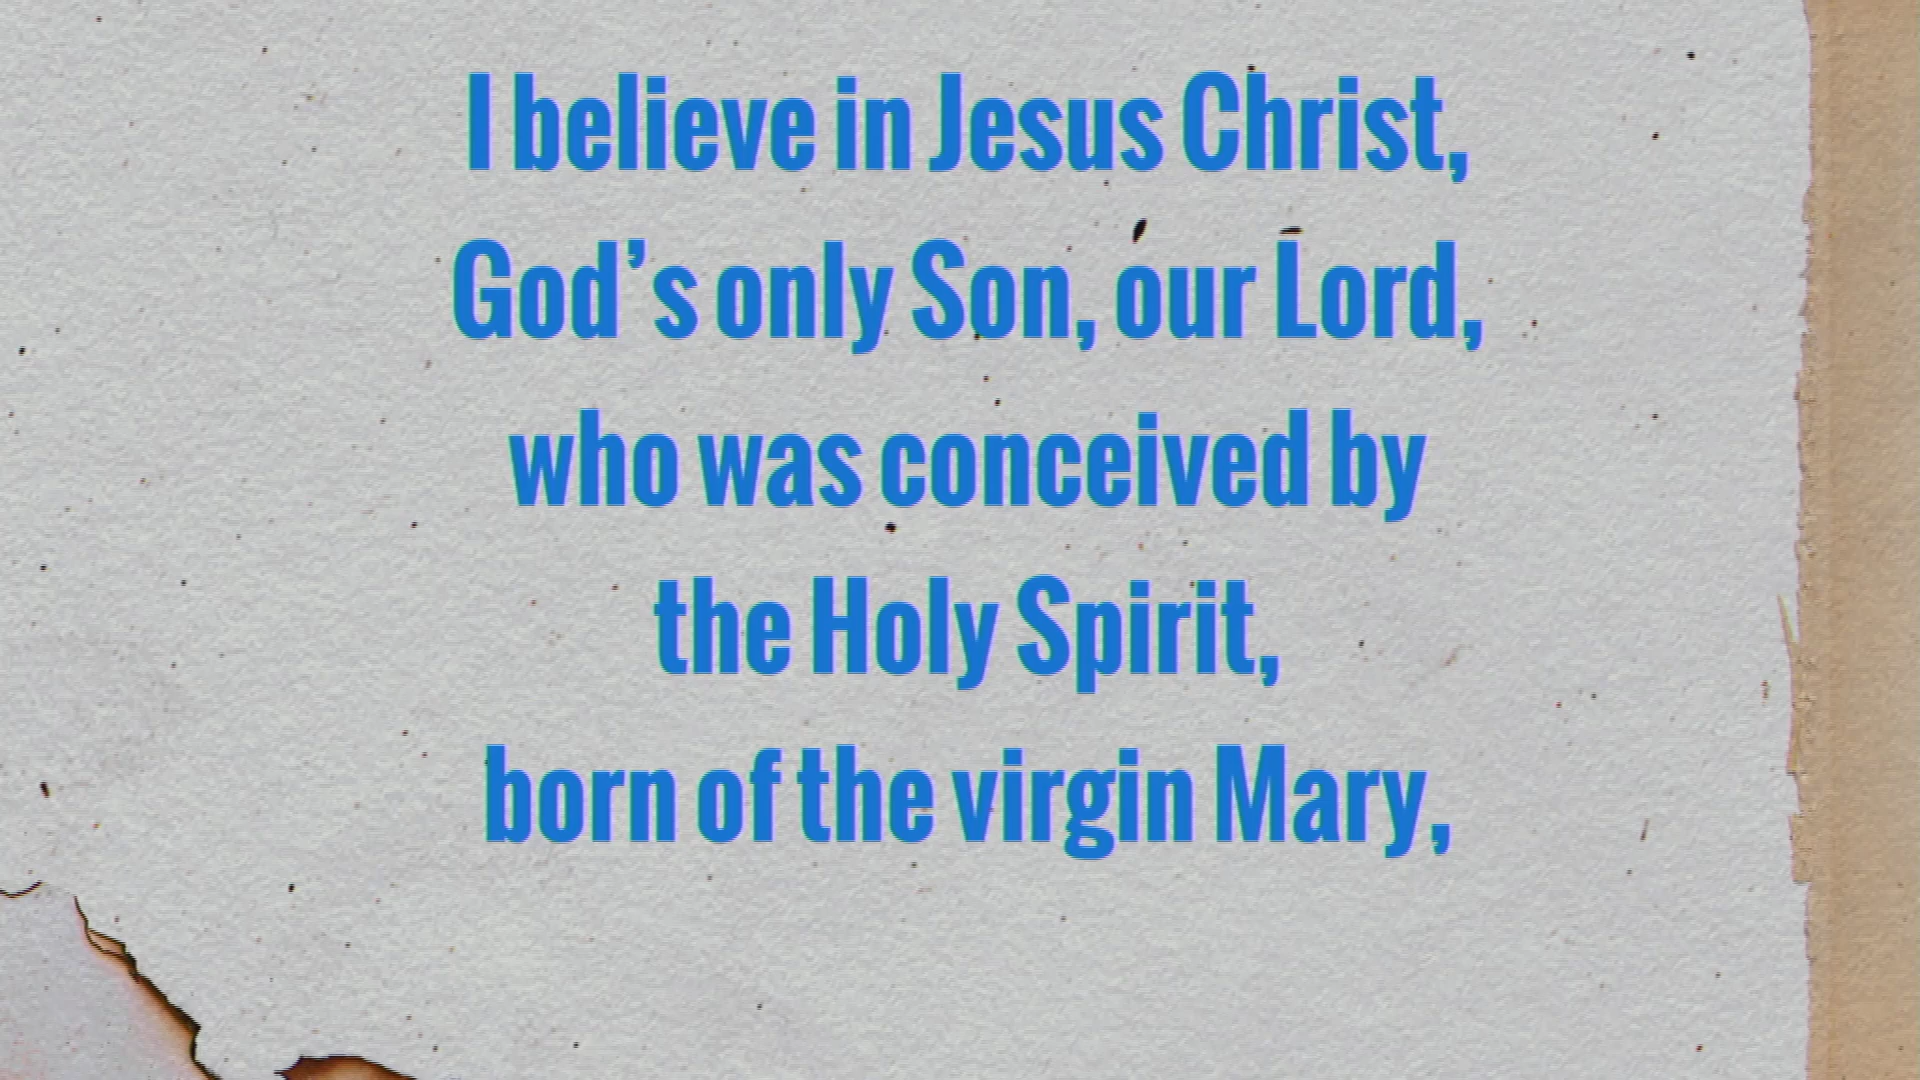 I believe in Jesus Christ,
God’s only Son, our Lord,
who was conceived by
the Holy Spirit,
born of the virgin Mary,